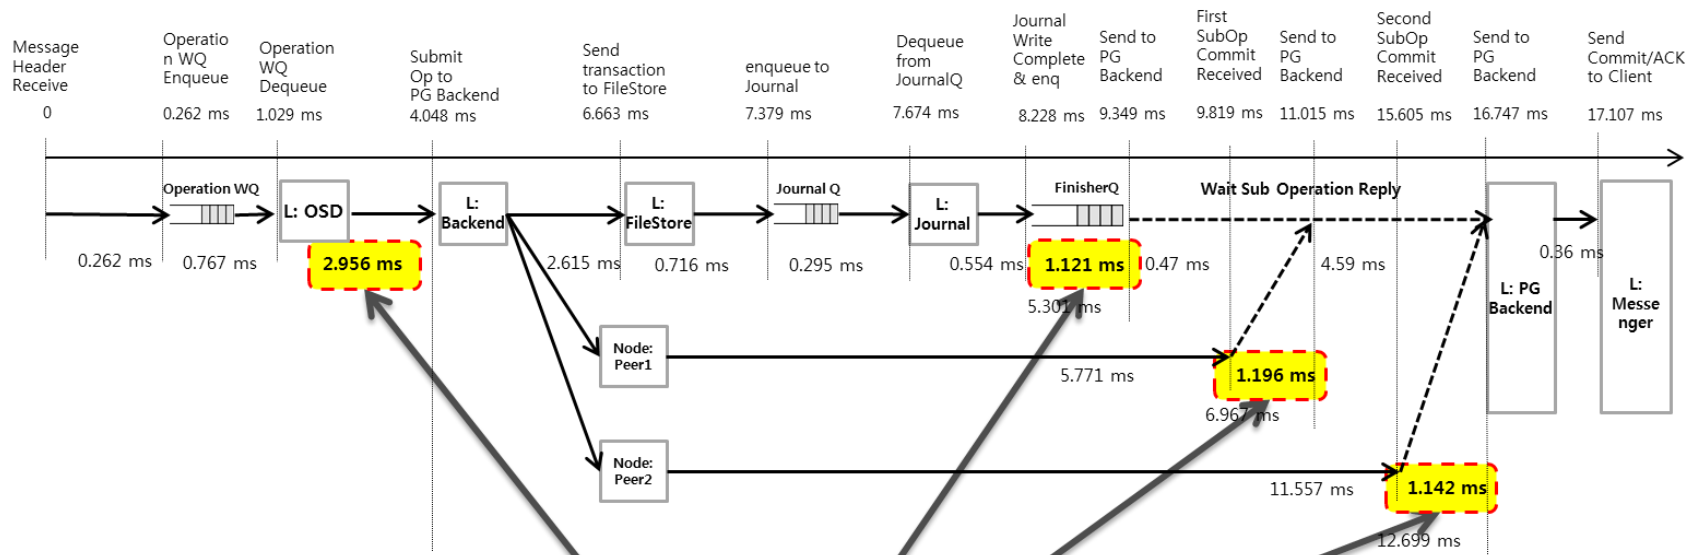 Message
Header
Receive
0
Operatio
n WQ
Enqueue
0.262 ms
Operation
WQ
Dequeue
1.029 ms
Submit
Op to
PG Backend
4.048 ms
Send
transaction
to FileStore
6.663 ms
enqueue to
Journal
7.379 ms
Dequeue
from
JournalQ
7.674 ms
Journal
Write
Complete
& enq
8.228 ms
Send to
PG
Backend
9.349 ms
First
SubOp
Commit
Received
9.819 ms
Send to
PG
Backend
11.015 ms
Second
SubOp
Commit
Received
15.605 ms
Send to
PG
Backend
16.747 ms
Send
Commit/ACK
to Client
17.107 ms
Operation WQ
L: OSD
L:
Backend
L:
FileStore
Journal Q
L:
Journal
FinisherQ
Wait Sub Operation Reply
L: PG
Backend
L:
Messe
nger
0.262 ms
0.767 ms
2.956 ms
2.615 ms
0.716 ms
0.295 ms
0.554 ms
1.121 ms
0.47 ms
4.59 ms
0.36 ms
5.301 ms
Node:
Peer1
5.771 ms
1.196 ms
6.967 ms
Node:
Peer2
11.557 ms
1.142 ms
12.699 ms